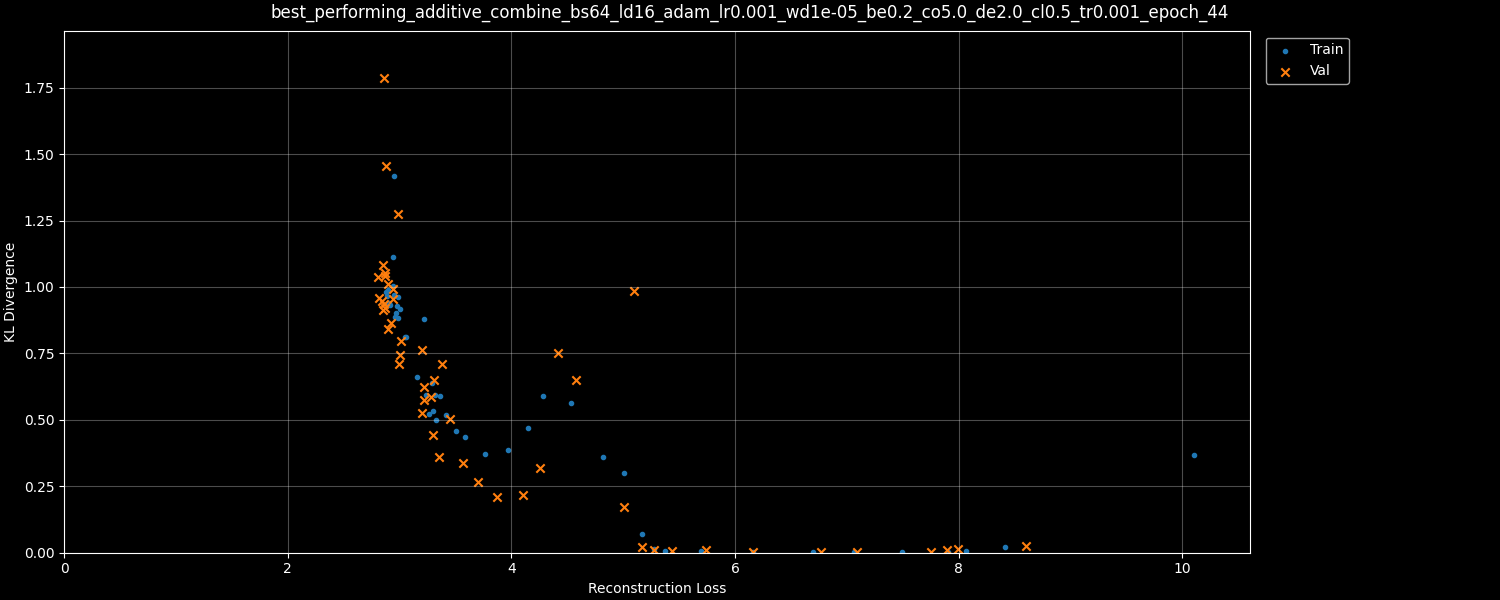 best_performing_additive_combine_bs64_ld16_adam_lr0.001_wd1e-05_be0.2_co5.0_de2.0_cl0.5_tr0.001_epoch_44
Train
Val
KL Divergence
1.75
1.50
1.25
1.00
0.75
0.50
0.25
0.00
0 2 4 6 8 10
Reconstruction Loss